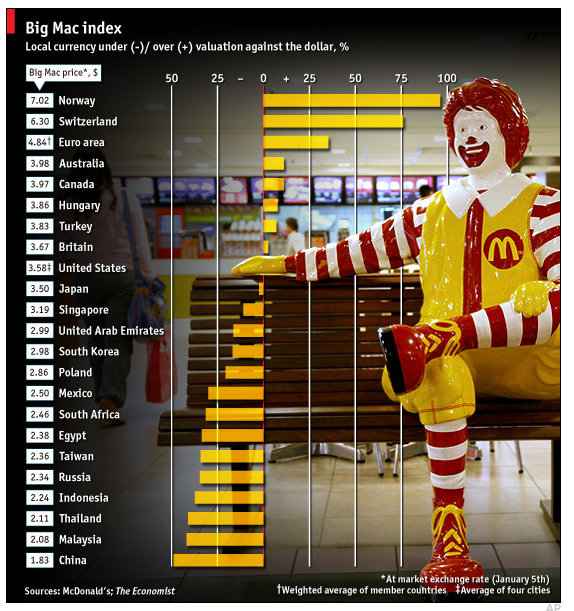 Big Mac index
Local currency under (-)/ over (+) valuation against the dollar, %
Big Mac price*, $
50 25 – 0 + 25 50 75 100
7.02 Norway
6.30 Switzerland
4.84† Euro area
3.98 Australia
3.97 Canada
3.86 Hungary
3.83 Turkey
3.67 Britain
3.58‡ United States
3.50 Japan
3.19 Singapore
2.99 United Arab Emirates
2.98 South Korea
2.86 Poland
2.50 Mexico
2.46 South Africa
2.38 Egypt
2.36 Taiwan
2.34 Russia
2.24 Indonesia
2.11 Thailand
2.08 Malaysia
1.83 China
*At market exchange rate (January 5th)
Sources: McDonald's; The Economist
†Weighted average of member countries ‡Average of four cities
AP